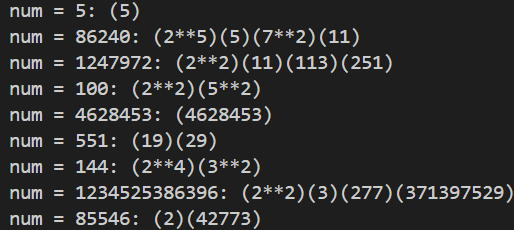 num = 5: (5)
num = 86240: (2**5)(5)(7**2)(11)
num = 1247972: (2**2)(11)(113)(251)
num = 100: (2**2)(5**2)
num = 4628453: (4628453)
num = 551: (19)(29)
num = 144: (2**4)(3**2)
num = 1234525386396: (2**2)(3)(277)(371397529)
num = 85546: (2)(42773)